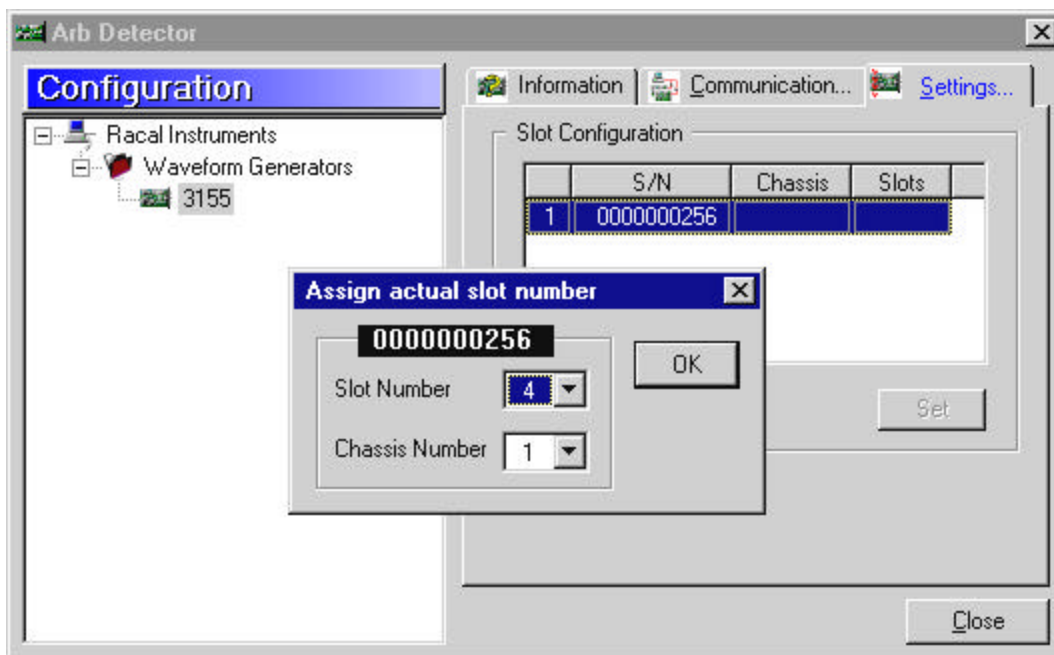 Arb Detector
Configuration
Racal Instruments
Waveform Generators
3155
Information
Communication...
Settings...
Slot Configuration
S/N Chassis Slots
1 0000000256
Assign actual slot number
0000000256
Slot Number 4
Chassis Number 1
OK
Set
Close